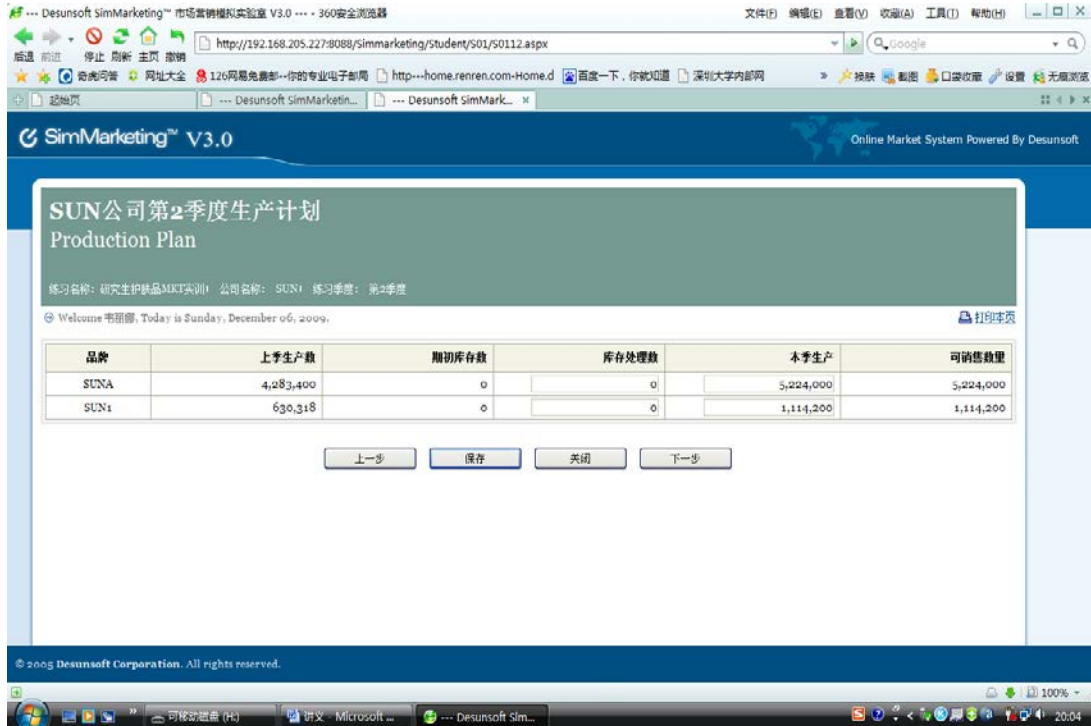 --- Desunsoft SimMarketing™ 市场营销模拟实验室 V3.0 --- - 360安全浏览器
文件(F) 编辑(E) 查看(V) 收藏(A) 工具(T) 帮助(H)
后退 前进 停止 刷新 主页 撤销
http://192.168.205.227:8088/Simmarketing/Student/S01/S0112.aspx
Google
奇虎问答 网址大全 126网易免费邮--你的专业电子邮局 http---home.renren.com-Home.d 百度一下,你就知道 深圳大学内部网 » 换肤 截图 口袋收藏 设置 无痕浏览
起始页 --- Desunsoft SimMarketin... --- Desunsoft SimMark...
SimMarketing™ V3.0
Online Market System Powered By Desunsoft
SUN公司第2季度生产计划
Production Plan
练习名称: 研究生护肤品MKT实训1 公司名称: SUN1 练习季度: 第2季度
Welcome 韦丽娜, Today is Sunday, December 06, 2009.
打印本页
品牌 上季生产数 期初库存数 库存处理数 本季生产 可销售数里
SUNA 4,283,400 0 0 5,224,000 5,224,000
SUN1 630,318 0 0 1,114,200 1,114,200
上一步 保存 关闭 下一步
© 2005 Desunsoft Corporation. All rights reserved.
100%
» 可移动磁盘 (H:) 讲义 - Microsoft ... --- Desunsoft Sim... 20:04